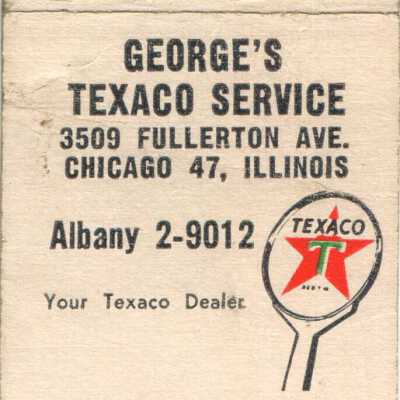 GEORGE'S
TEXACO SERVICE
3509 FULLERTON AVE.
CHICAGO 47, ILLINOIS
Albany 2-9012
TEXACO
T
Your Texaco Dealer